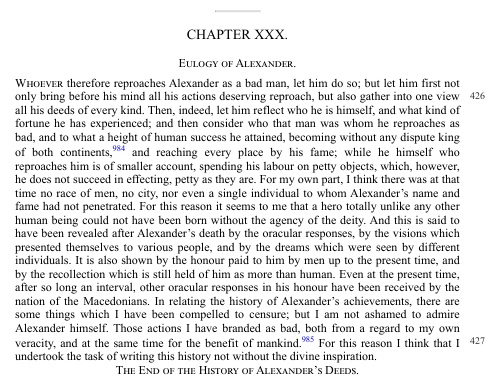 CHAPTER XXX.
EULOGY OF ALEXANDER.
WHOEVER therefore reproaches Alexander as a bad man, let him do so; but let him first not
only bring before his mind all his actions deserving reproach, but also gather into one view 426
all his deeds of every kind. Then, indeed, let him reflect who he is himself, and what kind of
fortune he has experienced; and then consider who that man was whom he reproaches as
bad, and to what a height of human success he attained, becoming without any dispute king
of both continents,984 and reaching every place by his fame; while he himself who
reproaches him is of smaller account, spending his labour on petty objects, which, however,
he does not succeed in effecting, petty as they are. For my own part, I think there was at that
time no race of men, no city, nor even a single individual to whom Alexander's name and
fame had not penetrated. For this reason it seems to me that a hero totally unlike any other
human being could not have been born without the agency of the deity. And this is said to
have been revealed after Alexander's death by the oracular responses, by the visions which
presented themselves to various people, and by the dreams which were seen by different
individuals. It is also shown by the honour paid to him by men up to the present time, and
by the recollection which is still held of him as more than human. Even at the present time,
after so long an interval, other oracular responses in his honour have been received by the
nation of the Macedonians. In relating the history of Alexander's achievements, there are
some things which I have been compelled to censure; but I am not ashamed to admire
Alexander himself. Those actions I have branded as bad, both from a regard to my own
veracity, and at the same time for the benefit of mankind.985 For this reason I think that I 427
undertook the task of writing this history not without the divine inspiration.
THE END OF THE HISTORY OF ALEXANDER'S DEEDS.